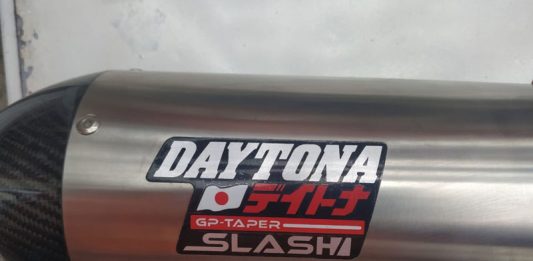 DAYTONA
デイトナ
GP-TAPER
SLASH